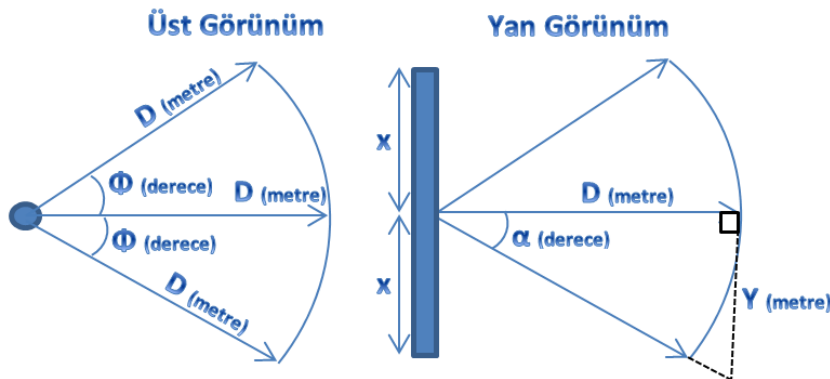 Üst Görünüm
D (metre)
Φ (derece)
D (metre)
Φ (derece)
D (metre)
Yan Görünüm
x
D (metre)
α (derece)
x
Y (metre)